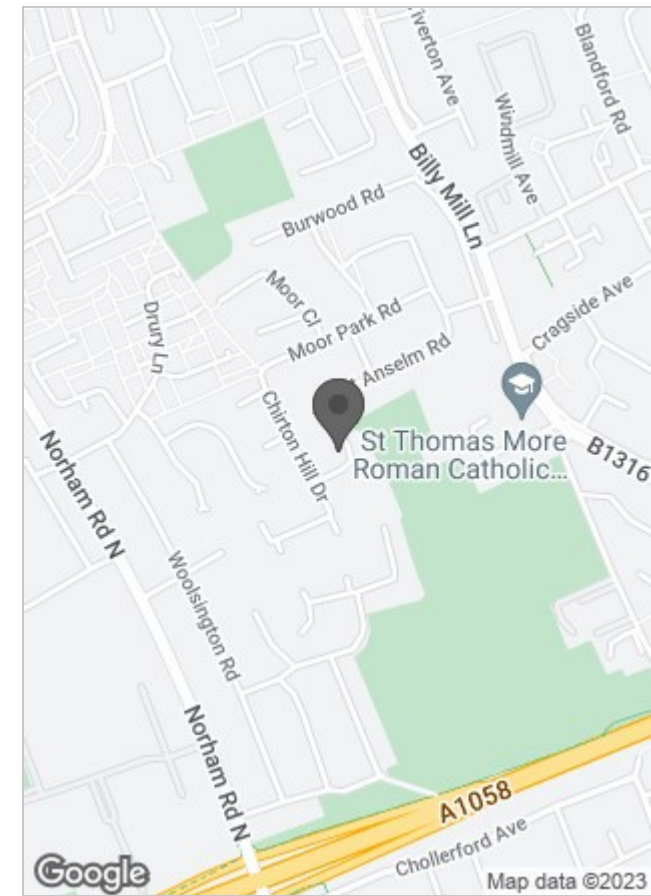 iverton Ave
Blandford Rd
Windmill Ave
Billy Mill Ln
Burwood Rd
Moor Cl
Cragside Ave
Moor Park Rd
Drury Ln
Anselm Rd
Chirton Hill Dr
St Thomas More
Roman Catholic...
B1316
Norham Rd N
Woolsington Rd
Norham Rd N
A1058
Chollerford Ave
Google
Map data ©2023